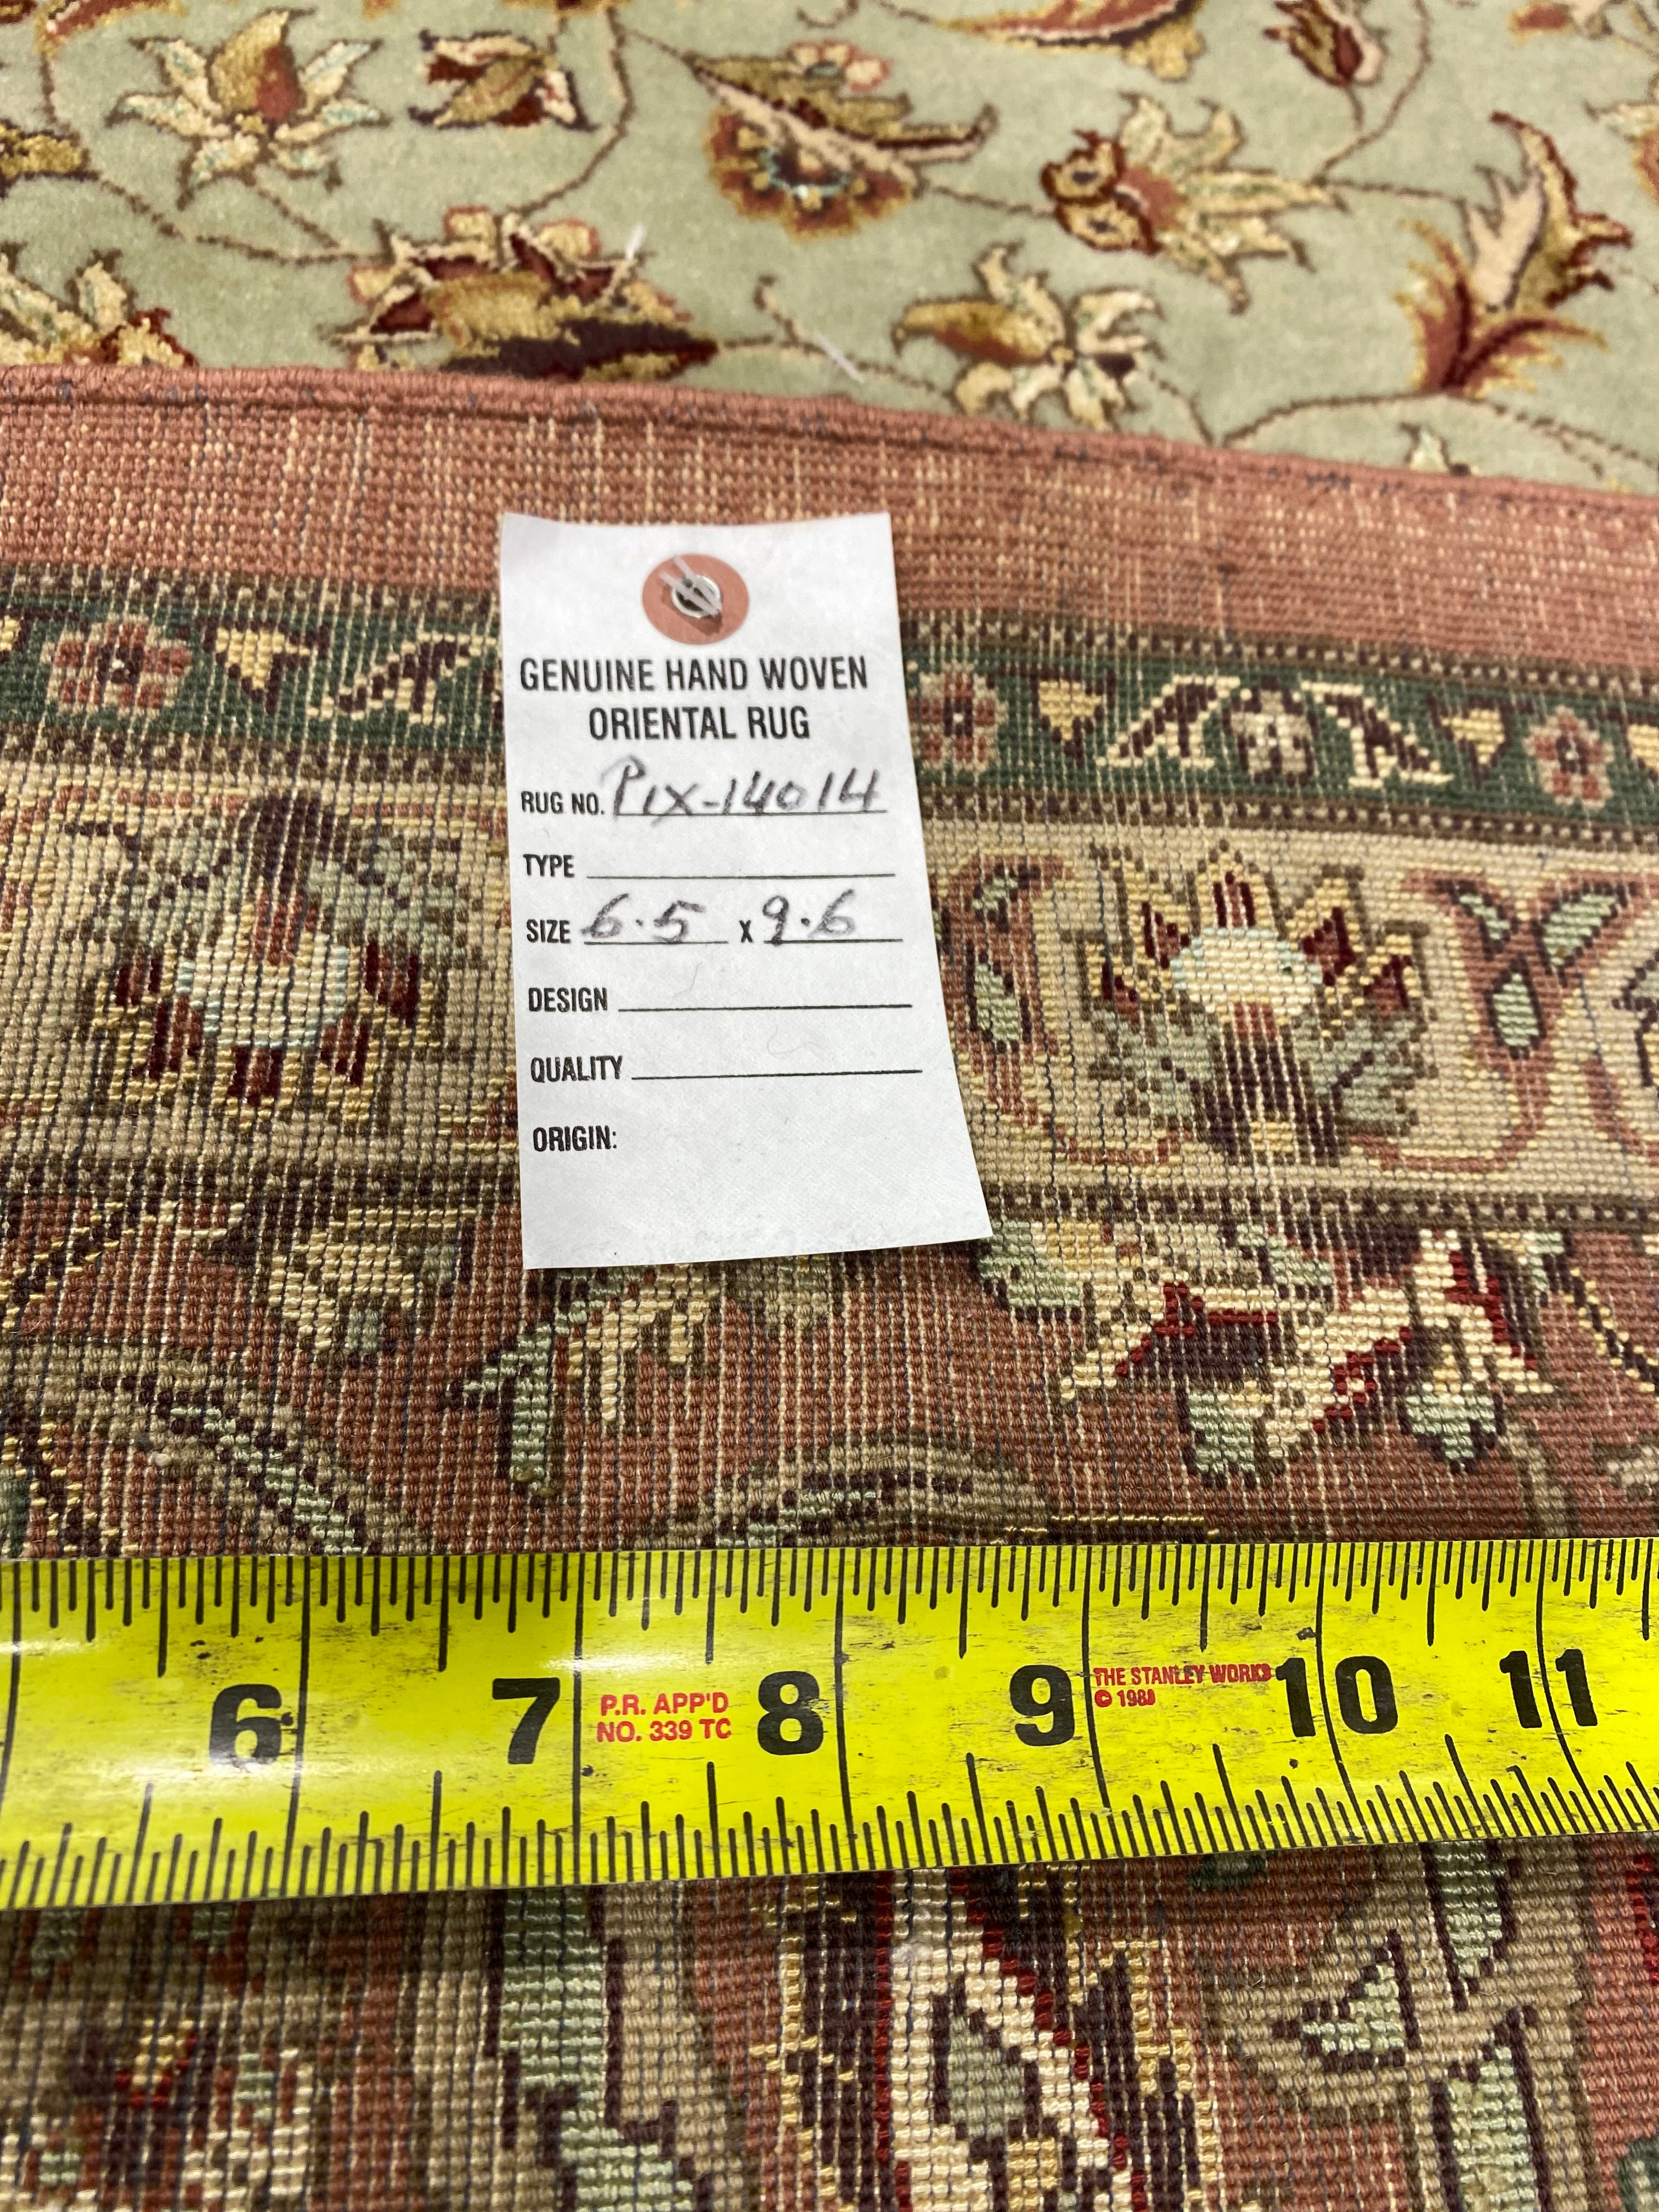 GENUINE HAND WOVEN
ORIENTAL RUG
RUG NO. PIX-14014
TYPE
SIZE 6.5 x 9.6
DESIGN
QUALITY
ORIGIN:
6 7 P.R. APP'D 8 9 THE STANLEY WORKS 10 11
NO. 339 TC © 1988